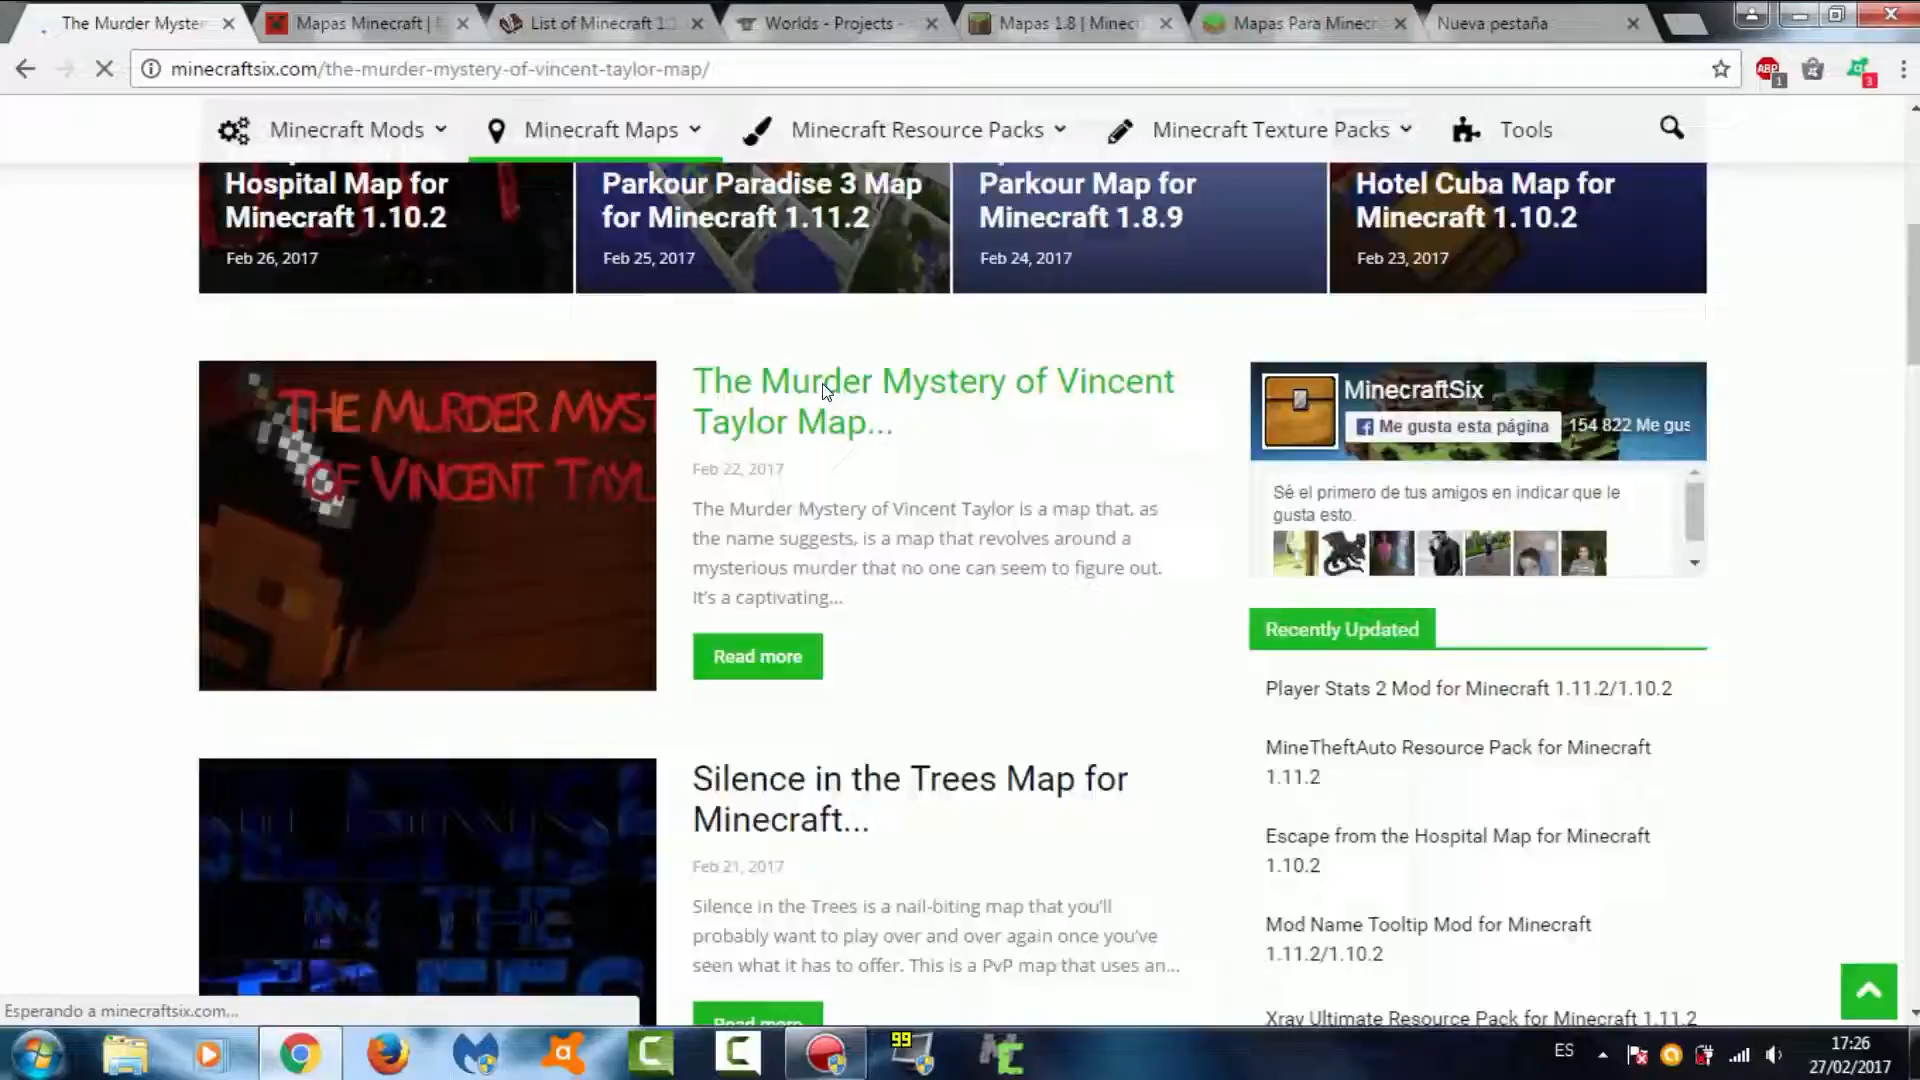 The Murder Myste
Mapas Minecraft |
List of Minecraft 1.
Worlds - Projects -
Mapas 1.8 | Minec
Mapas Para Minecr
Nueva pestaña
minecraftsix.com/the-murder-mystery-of-vincent-taylor-map/
ABP
1
3
Minecraft Mods
Minecraft Maps
Minecraft Resource Packs
Minecraft Texture Packs
Tools
Hospital Map for
Minecraft 1.10.2
Feb 26, 2017
Parkour Paradise 3 Map
for Minecraft 1.11.2
Feb 25, 2017
Parkour Map for
Minecraft 1.8.9
Feb 24, 2017
Hotel Cuba Map for
Minecraft 1.10.2
Feb 23, 2017
THE MURDER MYST
OF VINCENT TAYL
The Murder Mystery of Vincent
Taylor Map...
Feb 22, 2017
The Murder Mystery of Vincent Taylor is a map that, as
the name suggests, is a map that revolves around a
mysterious murder that no one can seem to figure out.
It's a captivating...
Read more
MinecraftSix
Me gusta esta página
154 822 Me gus
Sé el primero de tus amigos en indicar que le
gusta esto.
Recently Updated
Player Stats 2 Mod for Minecraft 1.11.2/1.10.2
MineTheftAuto Resource Pack for Minecraft
1.11.2
Escape from the Hospital Map for Minecraft
1.10.2
Mod Name Tooltip Mod for Minecraft
1.11.2/1.10.2
Xray Ultimate Resource Pack for Minecraft 1.11.2
SILENSE
IN THE
Silence in the Trees Map for
Minecraft...
Feb 21, 2017
Silence in the Trees is a nail-biting map that you'll
probably want to play over and over again once you've
seen what it has to offer. This is a PvP map that uses an...
Read more
Esperando a minecraftsix.com...
99
ES
17:26
27/02/2017